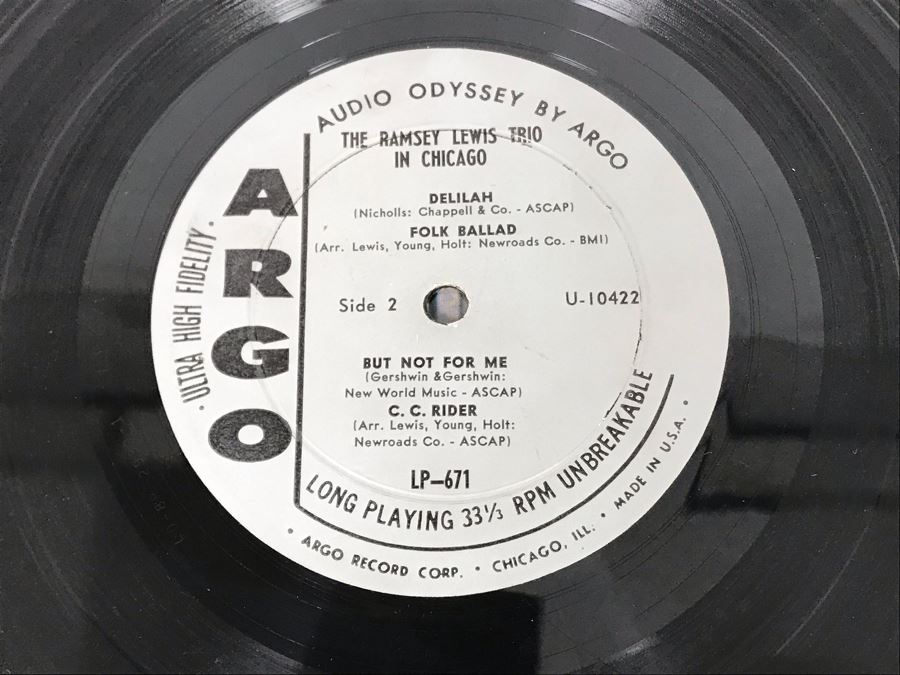 AUDIO ODYSSEY BY ARGO
THE RAMSEY LEWIS TRIO
IN CHICAGO
ARGO
· ULTRA HIGH FIDELITY ·
DELILAH
(Nicholls: Chappell & Co. - ASCAP)
FOLK BALLAD
(Arr. Lewis, Young, Holt: Newroads Co. - BMI)
Side 2
U-10422
BUT NOT FOR ME
(Gershwin &Gershwin:
New World Music - ASCAP)
C. C. RIDER
(Arr. Lewis, Young, Holt:
Newroads Co. - ASCAP)
LP-671
LONG PLAYING 33⅓ RPM UNBREAKABLE
• ARGO RECORD CORP. • CHICAGO, ILL. • MADE IN U.S.A. •